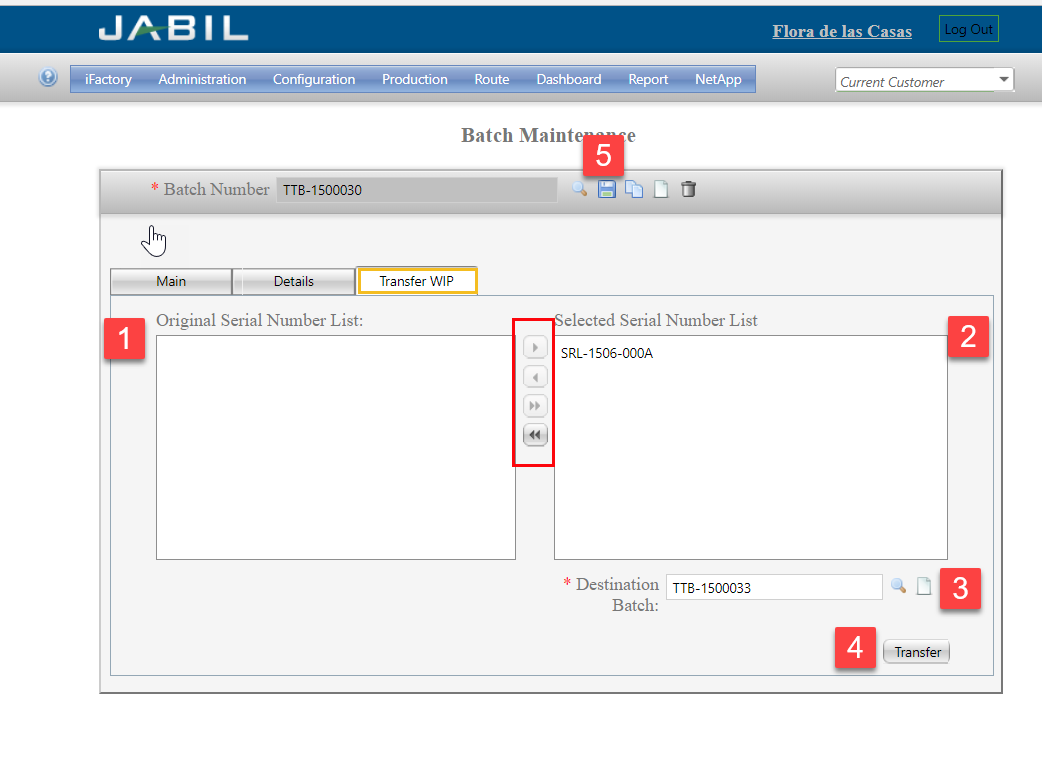 JABIL
Flora de las Casas
Log Out
iFactory Administration Configuration Production Route Dashboard Report NetApp
Current Customer
Batch Maintenance
5
* Batch Number TTB-1500030
Main Details Transfer WIP
1
Original Serial Number List:
Selected Serial Number List
2
SRL-1506-000A
* Destination
Batch:
TTB-1500033
3
4
Transfer